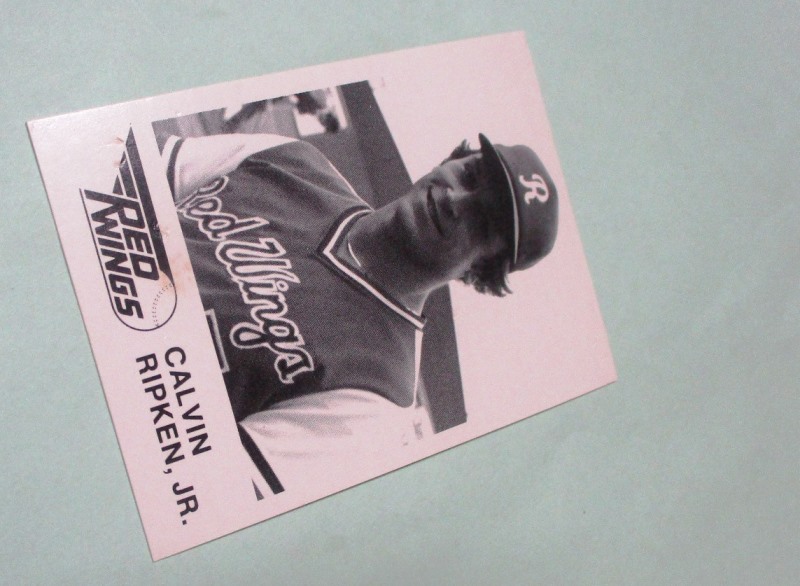 R
Red Wings
RED
WINGS
CALVIN
RIPKEN, JR.